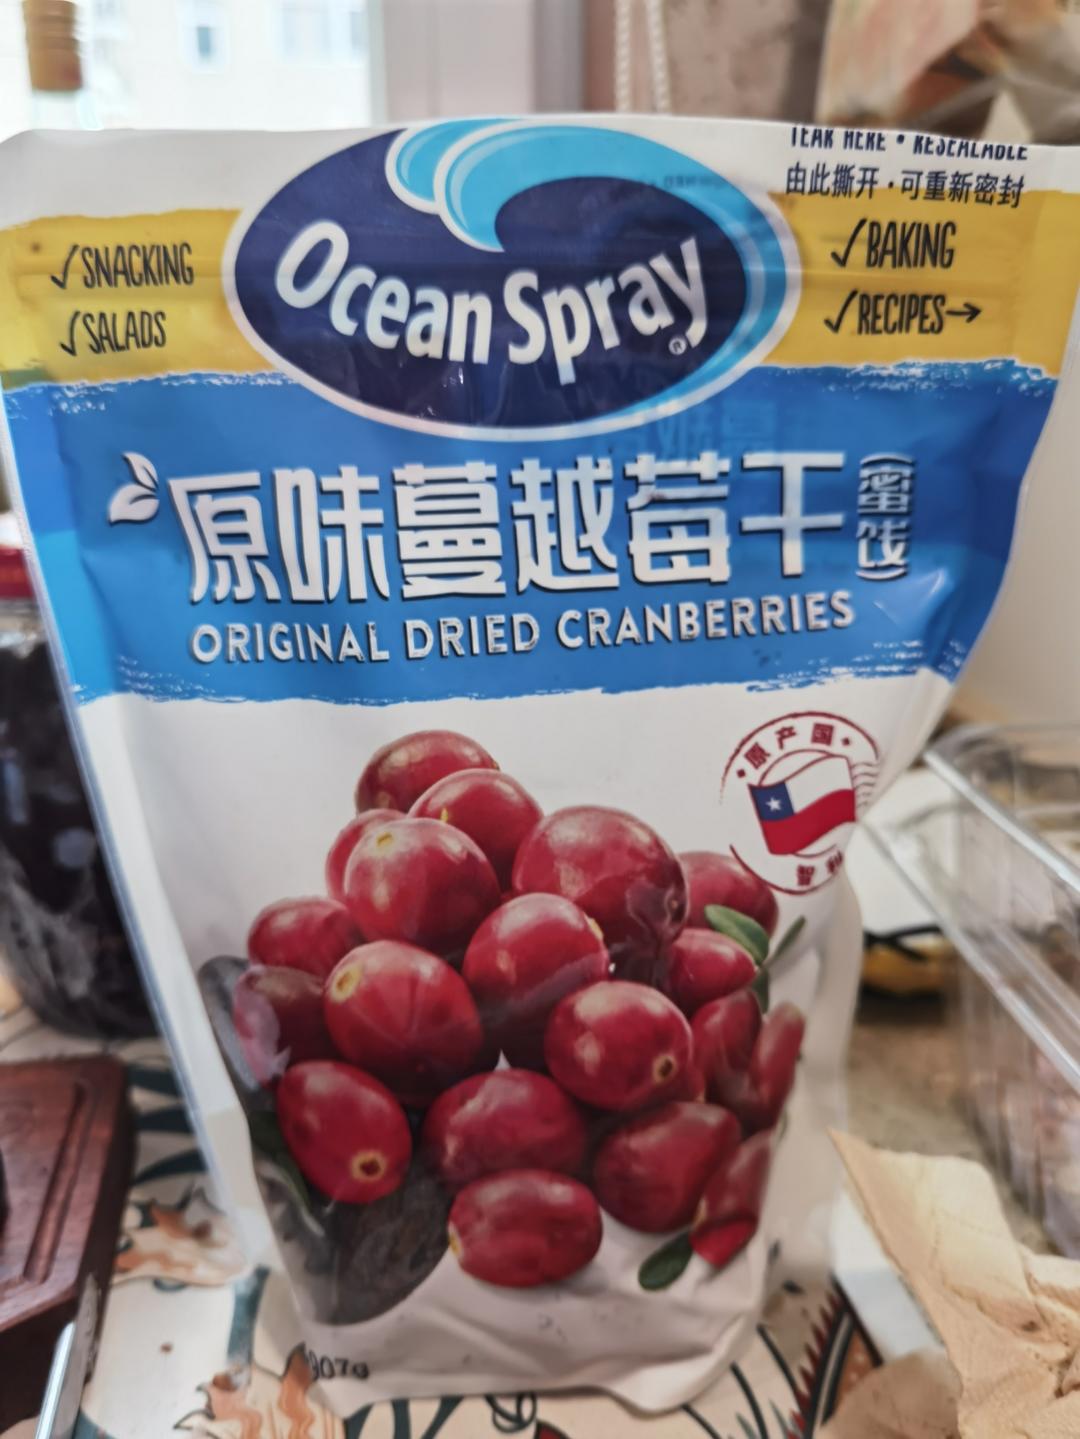 TEAR HERE • RESEALABLE
由此撕开·可重新密封
✓SNACKING
✓SALADS
Ocean Spray®
✓BAKING
✓RECIPES→
原味蔓越莓干(蜜饯)
ORIGINAL DRIED CRANBERRIES
·原产国·
智利
907g